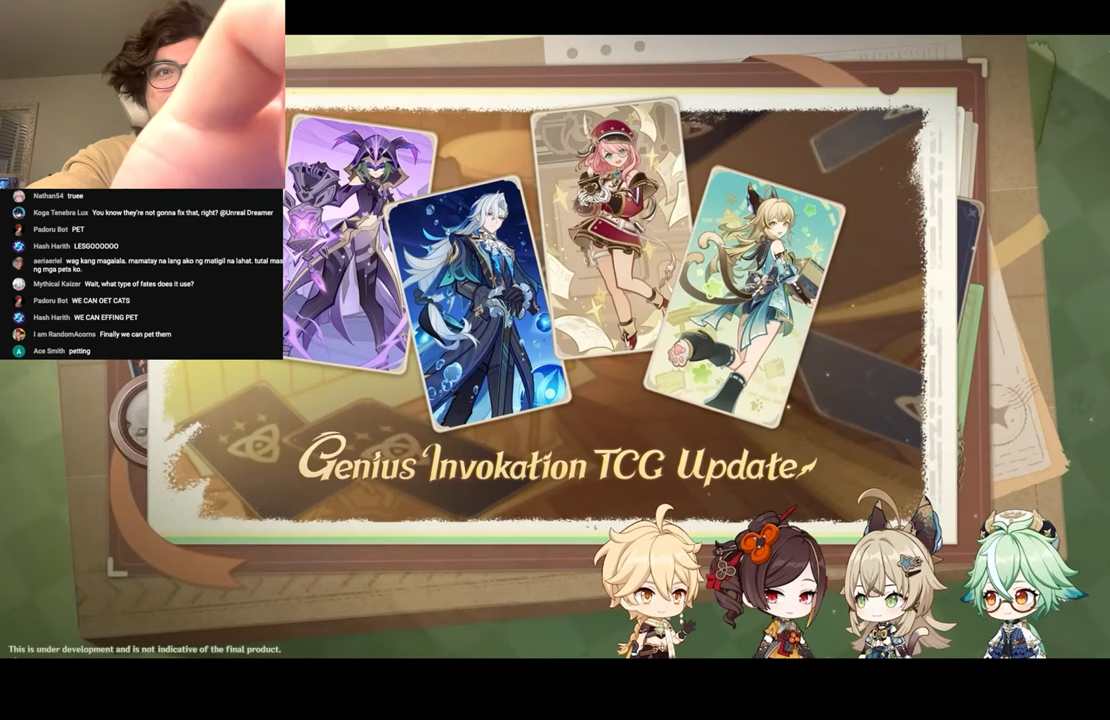 Nathan54 truee
Koga Tenebra Lux You know they're not gonna fix that, right? @Unreal Dreamer
Padoru Bot PET
Hash Harith LESGOOOOOO
aeriaeriel wag kang magalala. mamatay na lang ako ng matigil na lahat. tutal mas
ng mga pets ko.
Mythical Kaizer Wait, what type of fates does it use?
Padoru Bot WE CAN OET CATS
Hash Harith WE CAN EFFING PET
I am RandomAcorns Finally we can pet them
A Ace Smith petting
Genius Invokation TCG Update
This is under development and is not indicative of the final product.